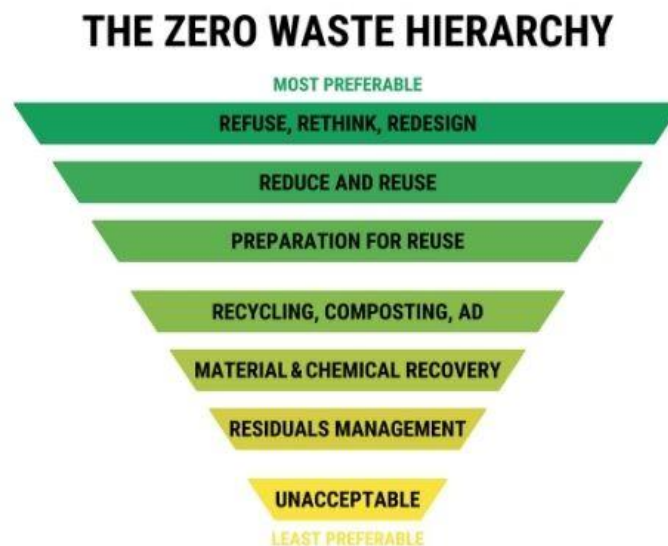 THE ZERO WASTE HIERARCHY
MOST PREFERABLE
REFUSE, RETHINK, REDESIGN
REDUCE AND REUSE
PREPARATION FOR REUSE
RECYCLING, COMPOSTING, AD
MATERIAL & CHEMICAL RECOVERY
RESIDUALS MANAGEMENT
UNACCEPTABLE
LEAST PREFERABLE